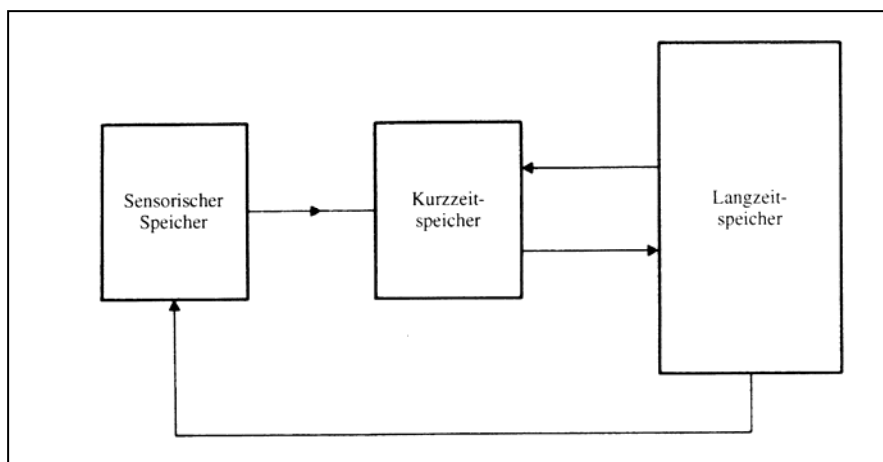 Sensorischer
Speicher
Kurzzeit-
speicher
Langzeit-
speicher